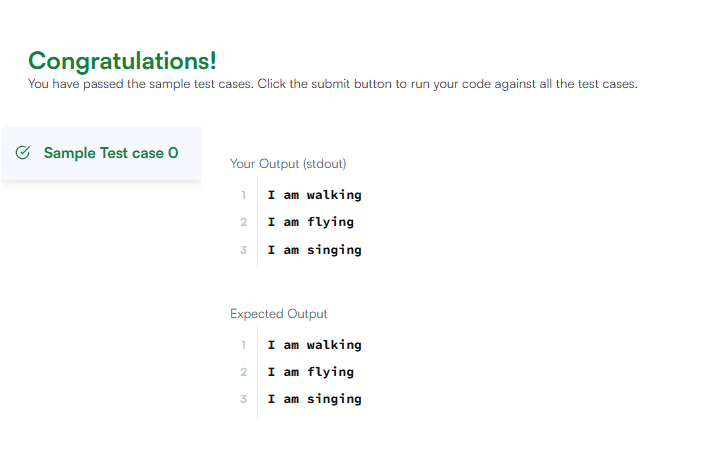 Congratulations!
You have passed the sample test cases. Click the submit button to run your code against all the test cases.
Sample Test case 0
Your Output (stdout)
1 I am walking
2 I am flying
3 I am singing
Expected Output
1 I am walking
2 I am flying
3 I am singing